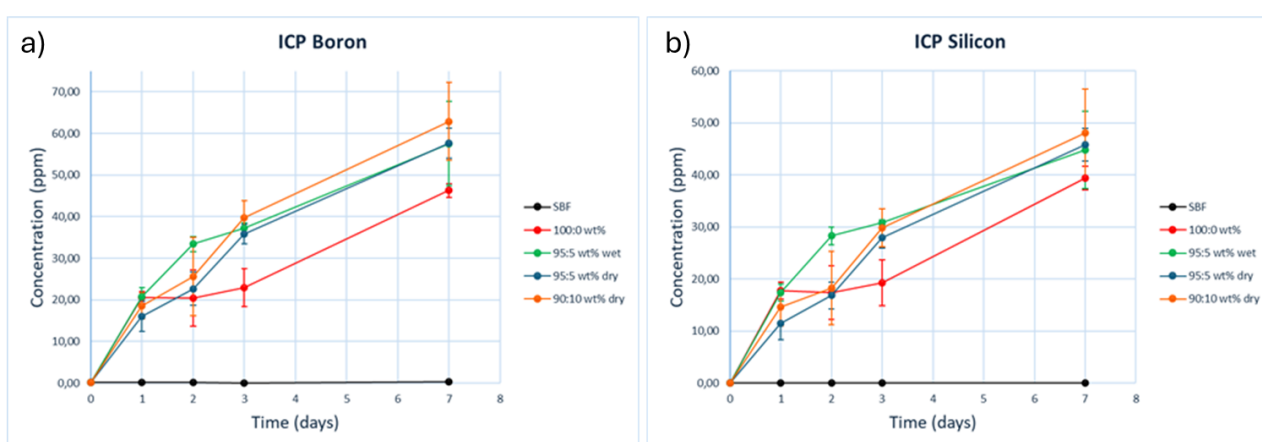 a)
ICP Boron
Concentration (ppm)
70,00
60,00
50,00
40,00
30,00
20,00
10,00
0,00
0 1 2 3 4 5 6 7 8
Time (days)
SBF
100:0 wt%
95:5 wt% wet
95:5 wt% dry
90:10 wt% dry
b)
ICP Silicon
Concentration (ppm)
60,00
50,00
40,00
30,00
20,00
10,00
0,00
0 1 2 3 4 5 6 7 8
Time (days)
SBF
100:0 wt%
95:5 wt% wet
95:5 wt% dry
90:10 wt% dry